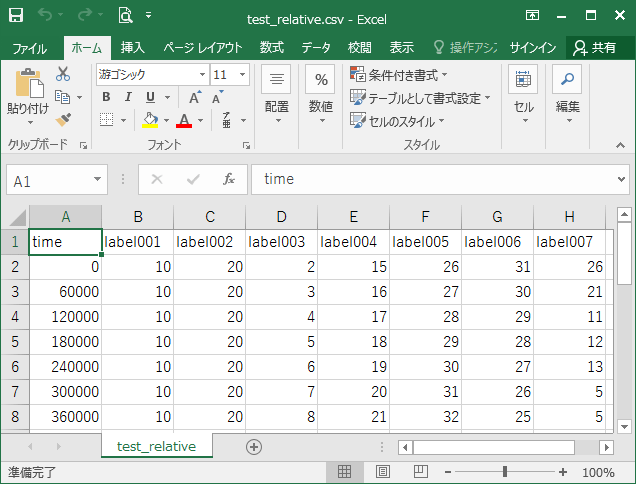 test_relative.csv - Excel
ファイル ホーム 挿入 ページ レイアウト 数式 データ 校閲 表示 操作アシ サインイン 共有
貼り付け
游ゴシック 11
B I U A A
A ア亜
配置
% 数値
条件付き書式
テーブルとして書式設定
セルのスタイル
セル
編集
クリップボード フォント スタイル
A1 fx time
A B C D E F G H
1 time label001 label002 label003 label004 label005 label006 label007
2 0 10 20 2 15 26 31 26
3 60000 10 20 3 16 27 30 21
4 120000 10 20 4 17 28 29 11
5 180000 10 20 5 18 29 28 12
6 240000 10 20 6 19 30 27 13
7 300000 10 20 7 20 31 26 5
8 360000 10 20 8 21 32 25 5
test_relative
準備完了 100%